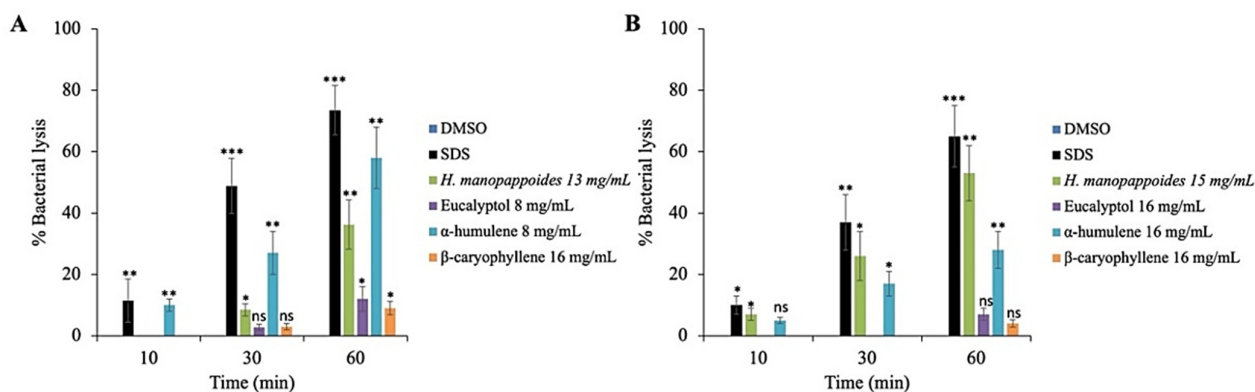 A
% Bacterial lysis
100
80
60
40
20
0
**
**
***
*
ns
**
ns
***
**
*
**
*
10
30
60
Time (min)
DMSO
SDS
H. manopappoides 13 mg/mL
Eucalyptol 8 mg/mL
α-humulene 8 mg/mL
β-caryophyllene 16 mg/mL
B
% Bacterial lysis
100
80
60
40
20
0
*
*
ns
**
*
*
***
**
ns
**
ns
10
30
60
Time (min)
DMSO
SDS
H. manopappoides 15 mg/mL
Eucalyptol 16 mg/mL
α-humulene 16 mg/mL
β-caryophyllene 16 mg/mL